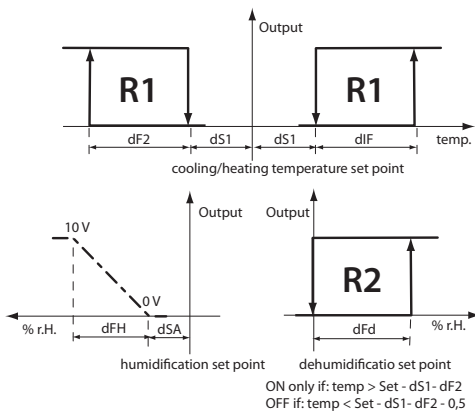 Output
R1
R1
dF2
dS1
dS1
dIF
temp.
cooling/heating temperature set point
10 V
Output
Output
0 V
R2
% r.H.
dFH
dSA
dFd
% r.H.
humidification set point
dehumidificatio set point
ON only if: temp > Set - dS1- dF2
OFF if: temp < Set - dS1- dF2 - 0,5